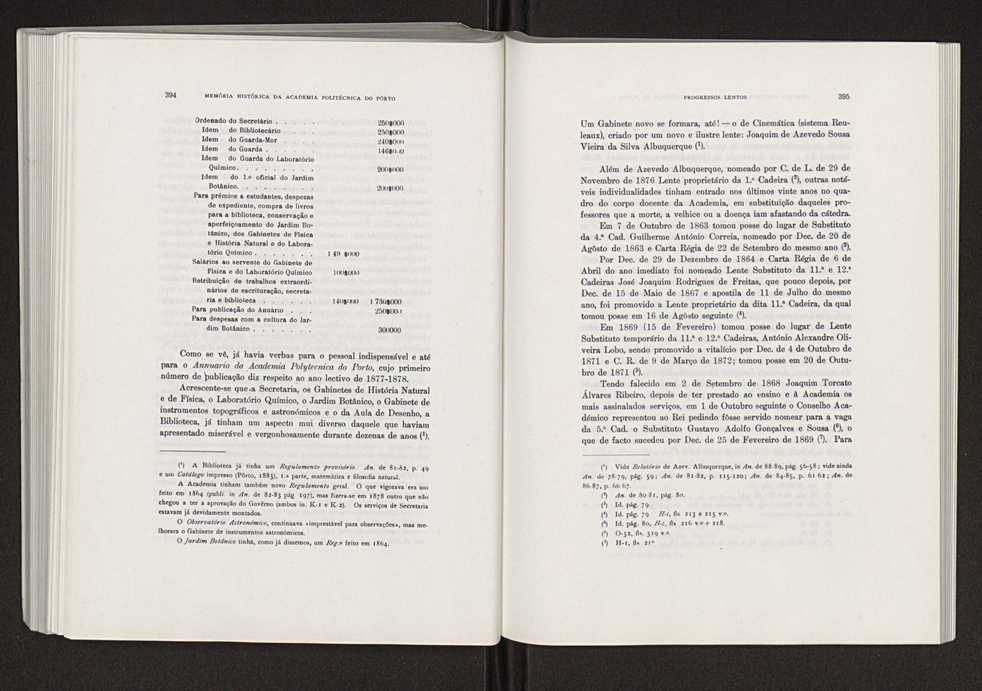 394 MEMÓRIA HISTÓRICA DA ACADEMIA POLITÉCNICA DO PÔRTO
Ordenado do Secretário . . . . . 250$000
Idem do Bibliotecário . . . . 250$000
Idem do Guarda-Mor . . . . 240$000
Idem do Guarda . . . . . .
Idem do Guarda do Laboratório
Químico. . . . . . . . . 200$000
Idem do 1.º oficial do Jardim
Botânico. . . . . . . . . 200$000
Para prémios a estudantes, despezas
de expediente, compra de livros
para a biblioteca, conservação e
aperfeiçoamento do Jardim Bo-
tânico, dos Gabinetes de Física
e História Natural e do Labora-
tório Químico . . . . . . .
Salários ao servente do Gabinete de
Física e do Laboratório Químico 100$000
Retribuição de trabalhos extraordi-
nários de escrituração, secreta-
ria e biblioteca . . . . . . 140$000 1 730$000
Para publicação do Anuário . . . 250$000
Para despesas com a cultura do Jar-
dim Botânico . . . . . . . 300000
Como se vê, já havia verbas para o pessoal indispensável e até
para o Annuario da Academia Polytecnica do Porto, cujo primeiro
número de publicação diz respeito ao ano lectivo de 1877-1878.
Acrescente-se que a Secretaria, os Gabinetes de História Natural
e de Física, o Laboratório Químico, o Jardim Botânico, o Gabinete de
instrumentos topográficos e astronómicos e o da Aula de Desenho, a
Biblioteca, já tinham um aspecto mui diverso daquele que haviam
apresentado miserável e vergonhosamente durante dezenas de anos (¹).
(¹) A Biblioteca já tinha um Regulamento provisório. An. de 81-82, p. 49
e um Catálogo impresso (Pôrto, 1883), 1.ª parte, matemática e filosofia natural.
A Academia tinham também novo Regulamento geral. O que vigorava era um
feito em 1864 (publ. in An. de 82-83 pág 197), mas fizera-se em 1878 outro que não
chegou a ter a aprovação do Govêrno (ambos in. K-1 e K-2). Os serviços de Secretaria
estavam já devidamente montados.
O Observatório Astronómico, continuava «imprestável para observações», mas me-
lhorara o Gabinete de instrumentos astronómicos.
O Jardim Botânico tinha, como já dissemos, um Reg.º feito em 1864.
PROGRESSOS LENTOS 395
Um Gabinete novo se formara, até! — o de Cinemática (sistema Reu-
leaux), criado por um novo e ilustre lente: Joaquim de Azevedo Sousa
Vieira da Silva Albuquerque (¹).
Além de Azevedo Albuquerque, nomeado por C. de L. de 29 de
Novembro de 1876 Lente proprietário da 1.ª Cadeira (²), outras notá-
veis individualidades tinham entrado nos últimos vinte anos no qua-
dro do corpo docente da Academia, em substituição daqueles pro-
fessores que a morte, a velhice ou a doença iam afastando da cátedra.
Em 7 de Outubro de 1863 tomou posse do lugar de Substituto
da 4.ª Cad. Guilherme António Correia, nomeado por Dec. de 20 de
Agôsto de 1863 e Carta Régia de 22 de Setembro do mesmo ano (³).
Por Dec. de 29 de Dezembro de 1864 e Carta Régia de 6 de
Abril do ano imediato foi nomeado Lente Substituto da 11.ª e 12.ª
Cadeiras José Joaquim Rodrigues de Freitas, que pouco depois, por
Dec. de 15 de Maio de 1867 e apostila de 11 de Julho do mesmo
ano, foi promovido a Lente proprietário da dita 11.ª Cadeira, da qual
tomou posse em 16 de Agôsto seguinte (⁴).
Em 1869 (15 de Fevereiro) tomou posse do lugar de Lente
Substituto temporário da 11.ª e 12.ª Cadeiras, António Alexandre Oli-
veira Lobo, sendo promovido a vitalício por Dec. de 4 de Outubro de
1871 e C. R. de 9 de Março de 1872; tomou posse em 20 de Outu-
bro de 1871 (⁵).
Tendo falecido em 2 de Setembro de 1868 Joaquim Torcato
Álvares Ribeiro, depois de ter prestado ao ensino e à Academia os
mais assinalados serviços, em 1 de Outubro seguinte o Conselho Aca-
démico representou ao Rei pedindo fôsse servido nomear para a vaga
da 5.ª Cad. o Substituto Gustavo Adolfo Gonçalves e Sousa (⁶), o
que de facto sucedeu por Dec. de 25 de Fevereiro de 1869 (⁷). Para
(¹) Vide Relatório de Azev. Albuquerque, in An. de 88-89, pág. 56-58; vide ainda
An. de 78-79, pág. 59; An. de 81-82, p. 115-120; An. de 84-85, p. 61-62; An. de
86-87, p. 66-67.
(²) An. de 80-81, pág. 80.
(³) Id. pág. 79
(⁴) Id. pág. 79 H-1, fls. 213 e 215 v.º.
(⁵) Id. pág. 80, H-1, fls. 216 v.º e 218.
(⁶) O-32, fls. 319 v.º.
(⁷) H-1, fls.